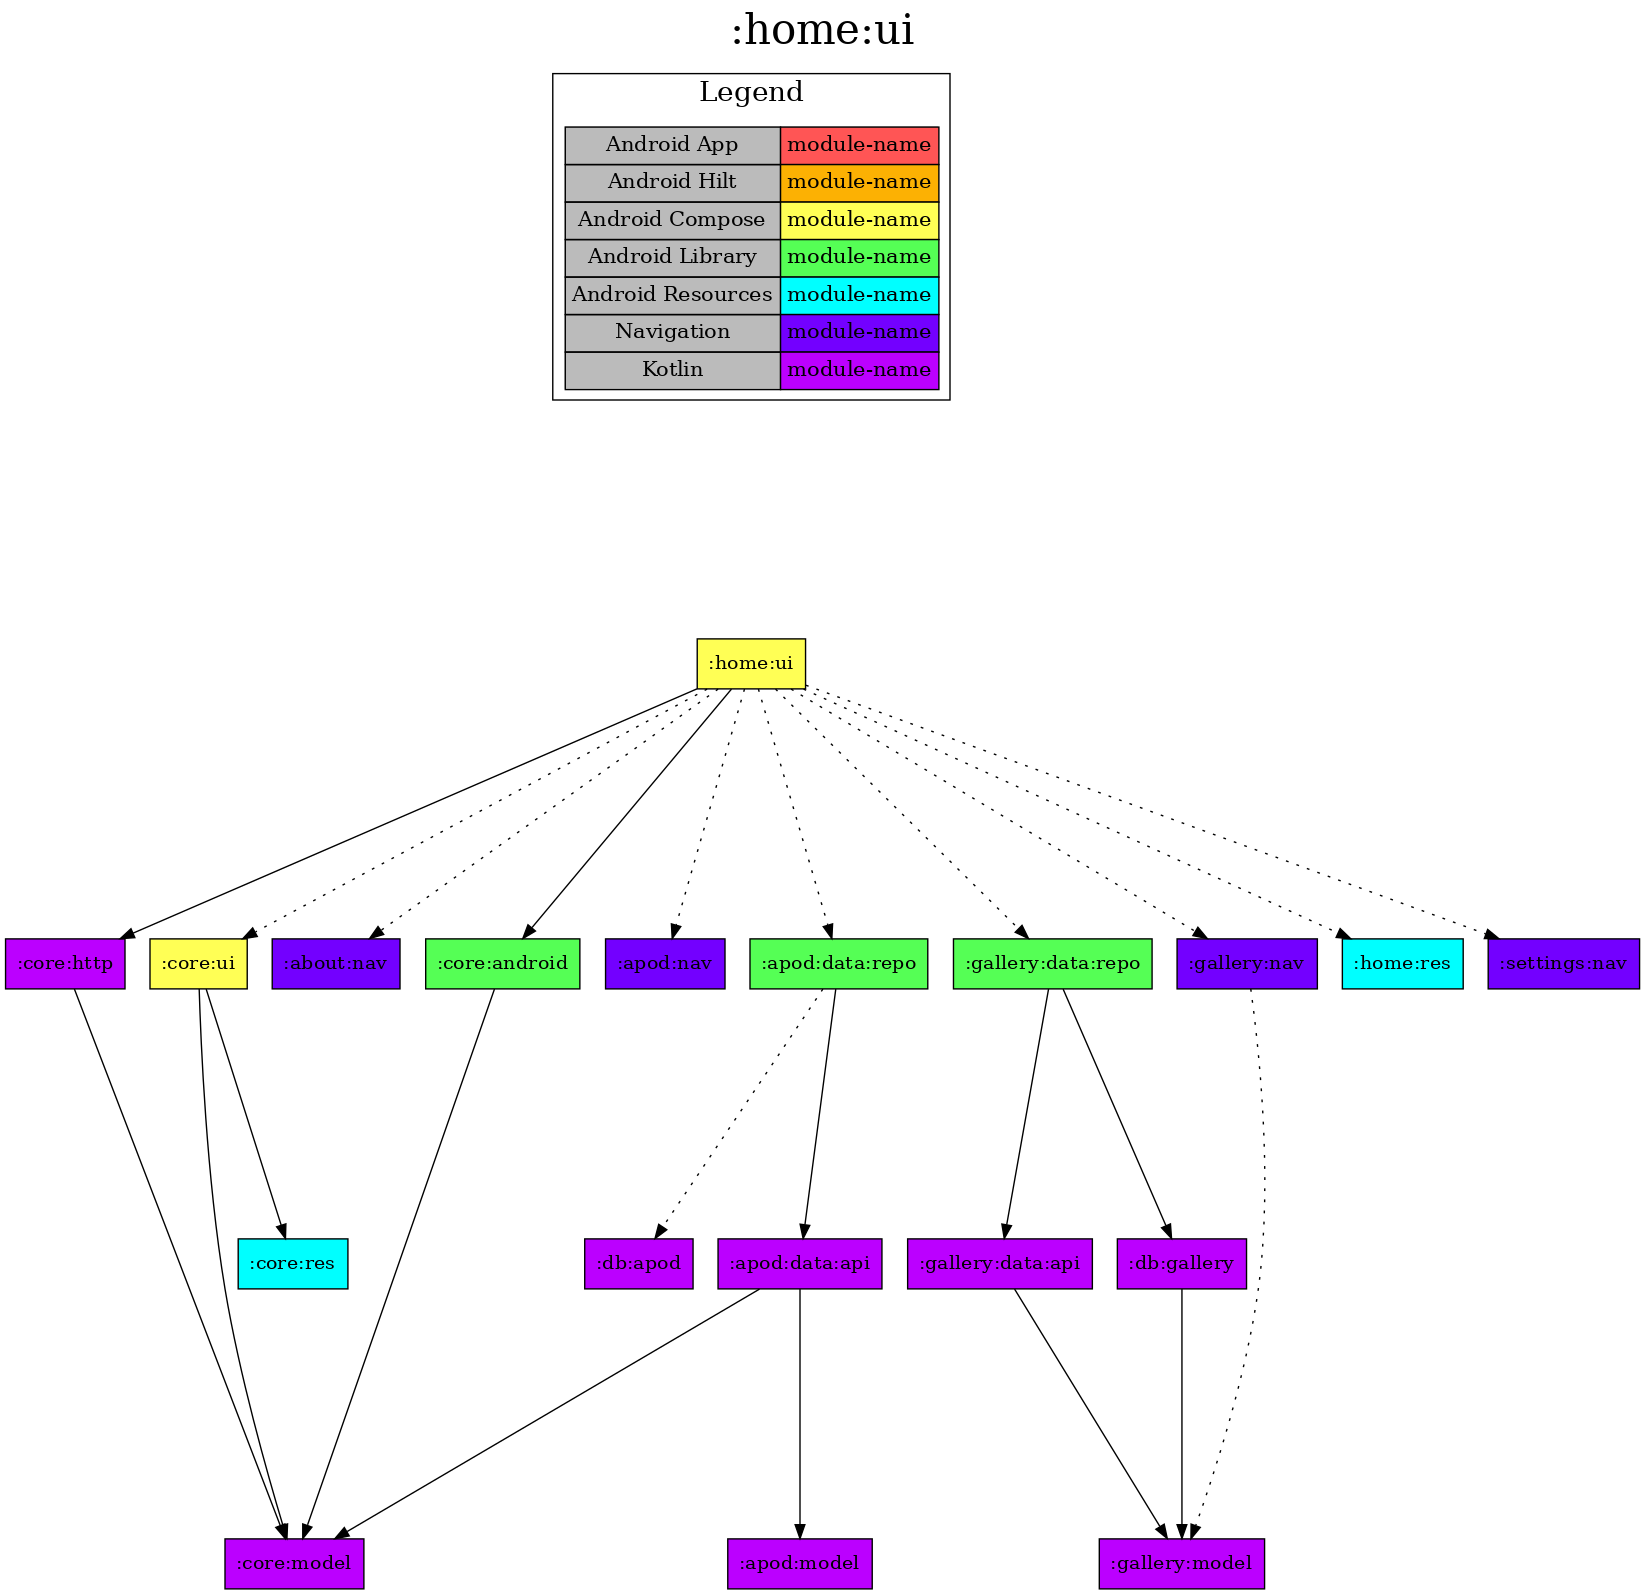 :home:ui
Legend
Android App module-name
Android Hilt module-name
Android Compose module-name
Android Library module-name
Android Resources module-name
Navigation module-name
Kotlin module-name
:home:ui
:core:http :core:ui :about:nav :core:android :apod:nav :apod:data:repo :gallery:data:repo :gallery:nav :home:res :settings:nav
:core:res :db:apod :apod:data:api :gallery:data:api :db:gallery
:core:model :apod:model :gallery:model